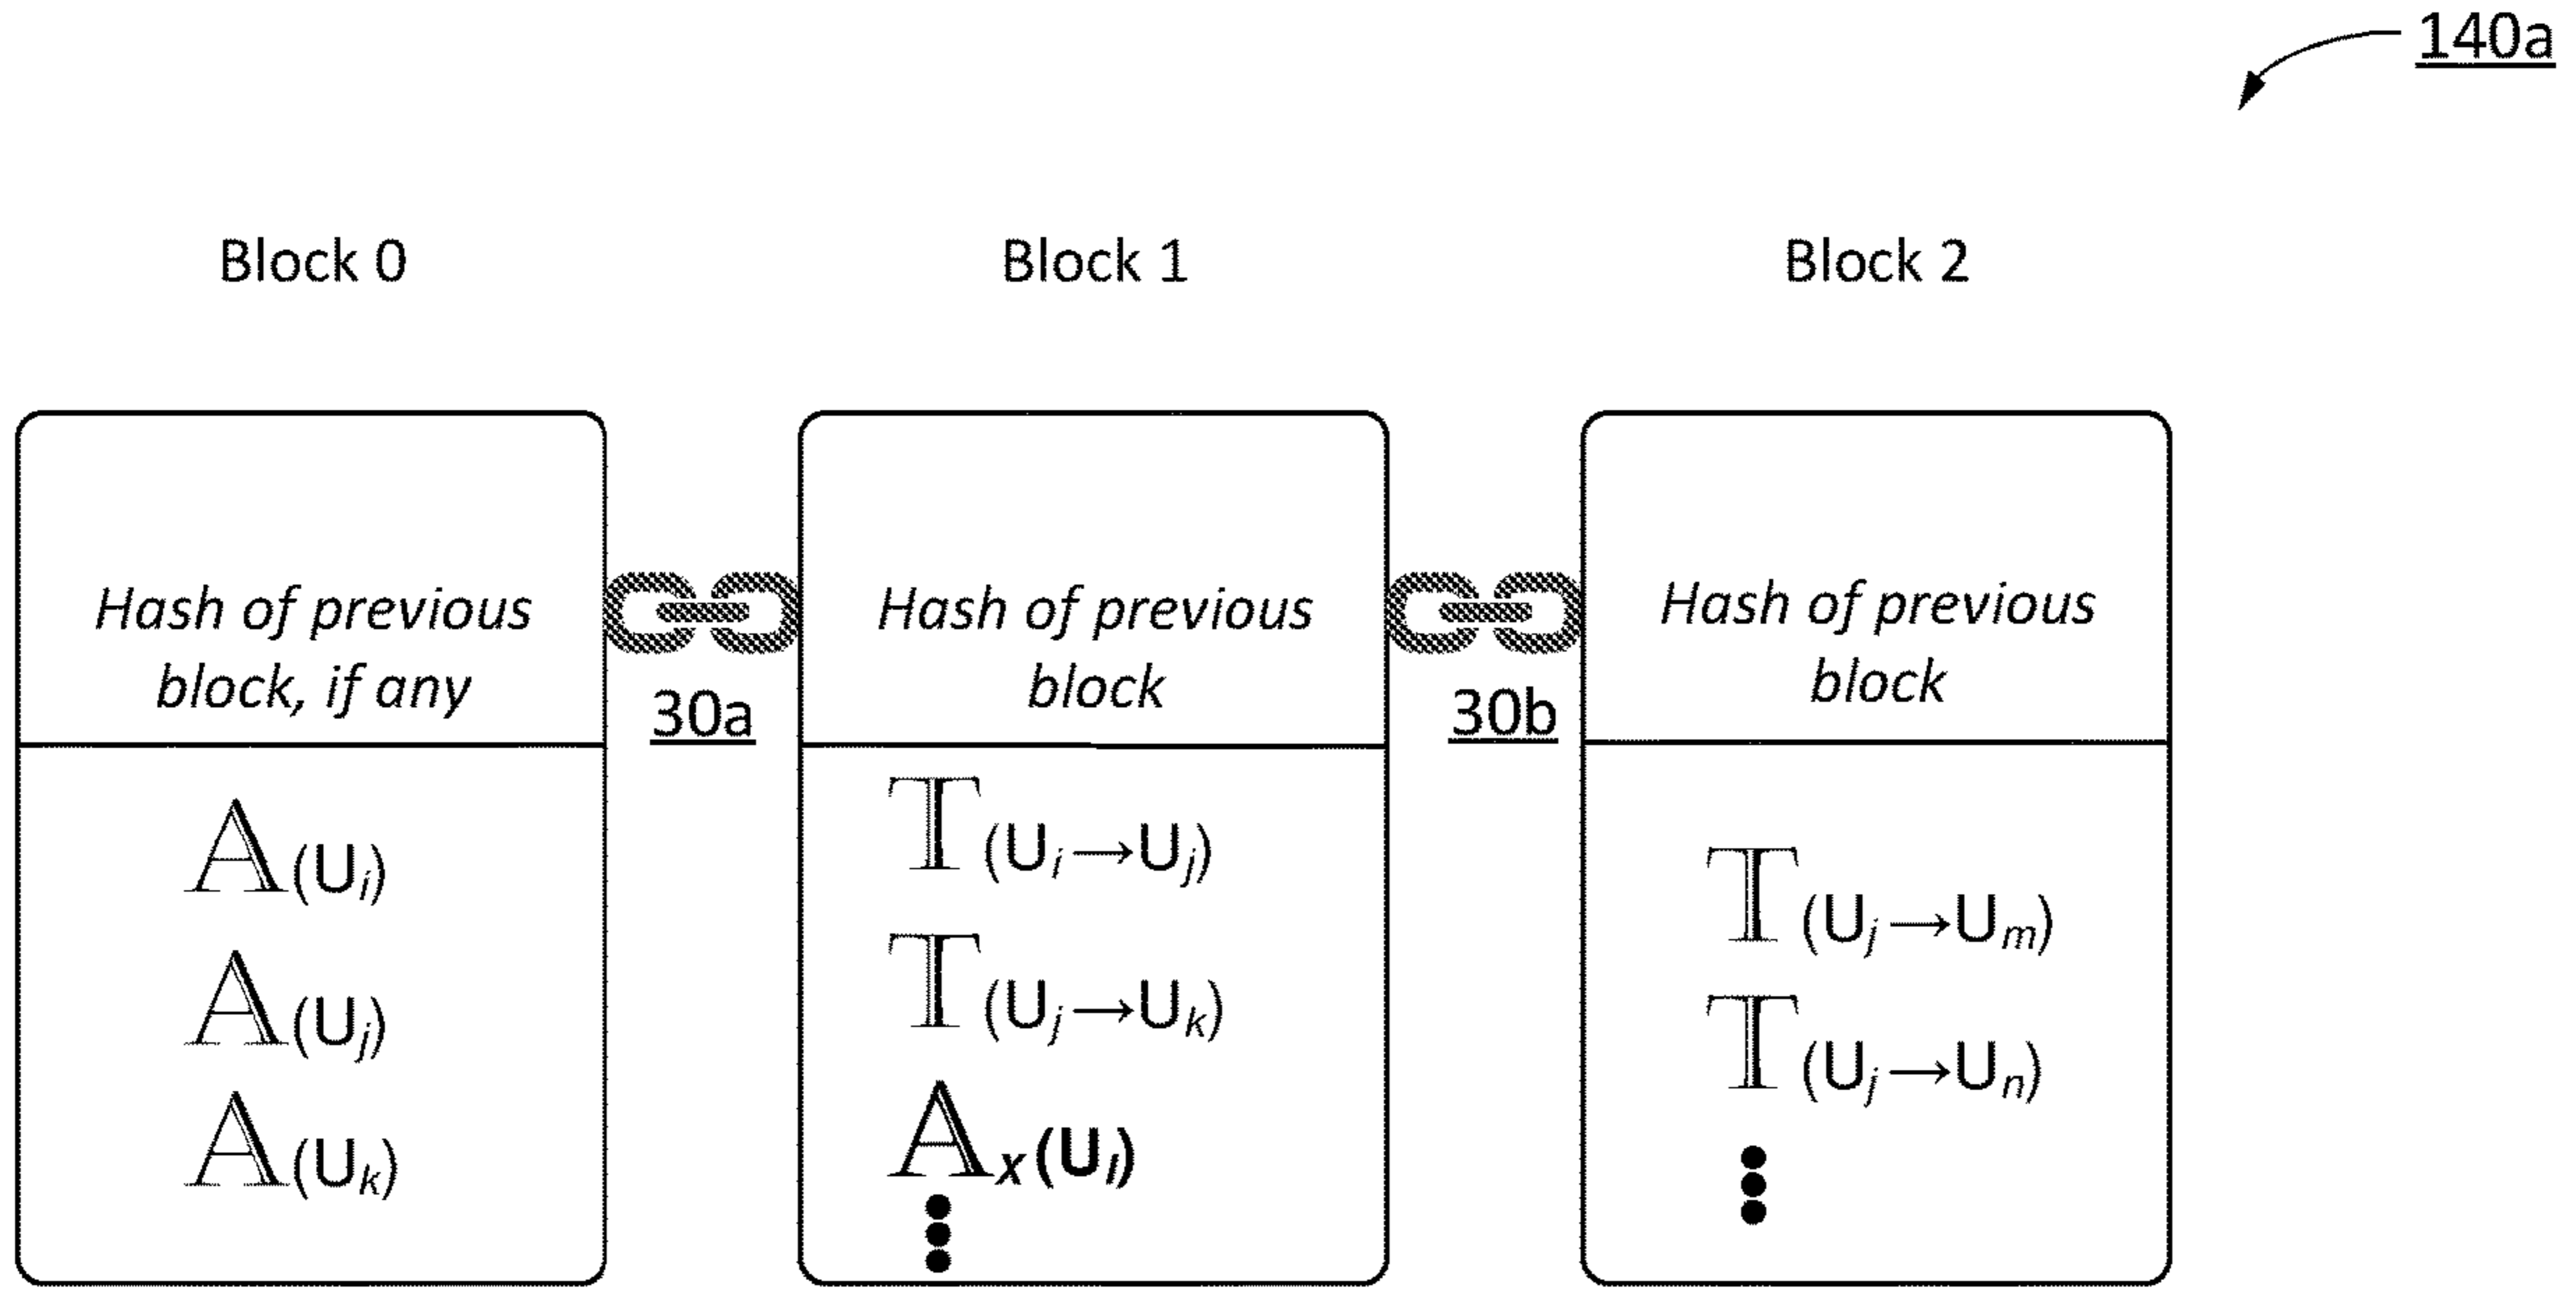 140a
Block 0
Block 1
Block 2
Hash of previous
block, if any
𝔸(Uᵢ)
𝔸(Uⱼ)
𝔸(Uₖ)
30a
Hash of previous
block
𝕋(Uᵢ→Uⱼ)
𝕋(Uⱼ→Uₖ)
𝔸ₓ(Uₗ)
30b
Hash of previous
block
𝕋(Uⱼ→Uₘ)
𝕋(Uⱼ→Uₙ)